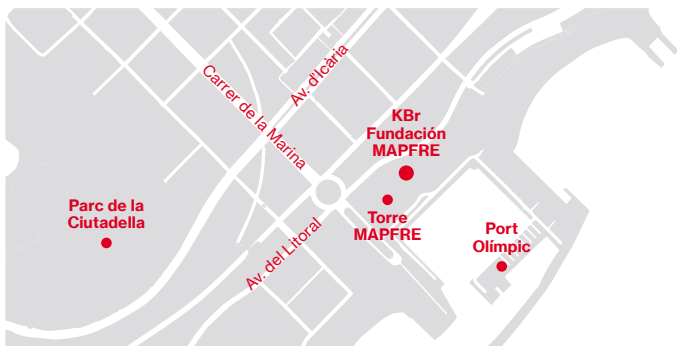 Carrer de la Marina
Av. d'Icària
KBr
Fundación
MAPFRE
Parc de la
Ciutadella
Torre
MAPFRE
Av. del Litoral
Port
Olímpic